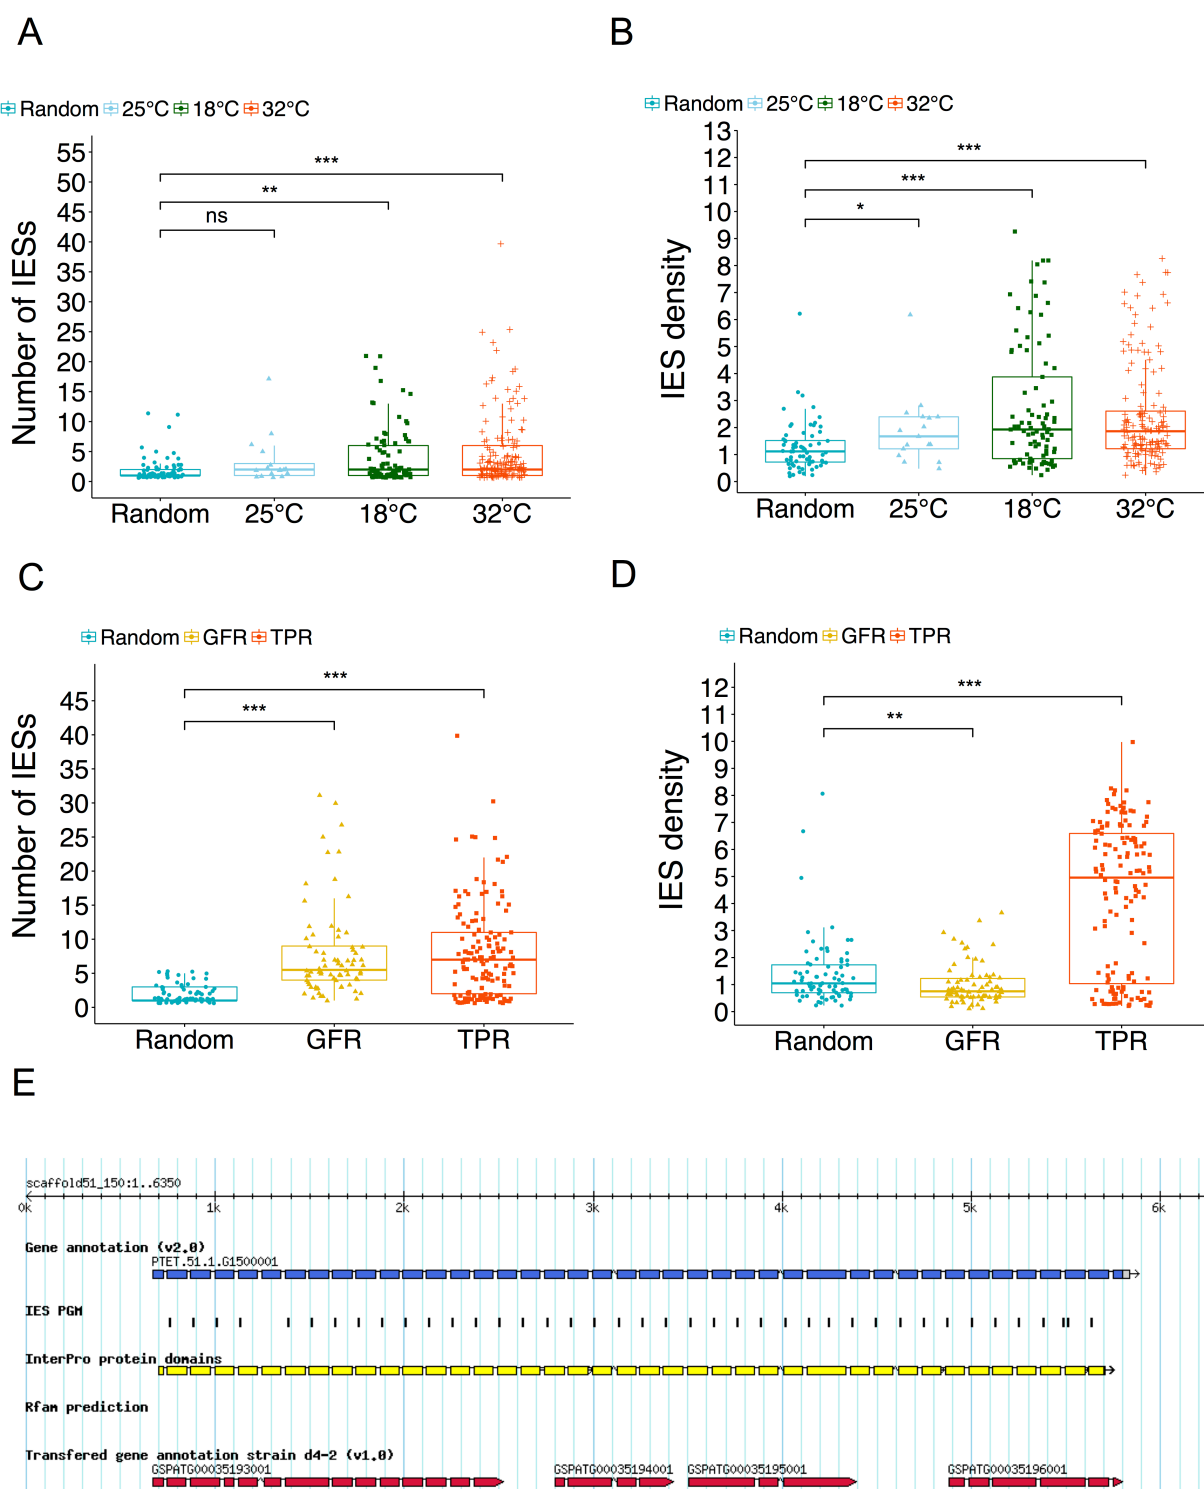 A
B
Random 25°C 18°C 32°C
Random 25°C 18°C 32°C
Number of IESs
55
50
45
40
35
30
25
20
15
10
5
0
***
**
ns
Random 25°C 18°C 32°C
IES density
13
12
11
10
9
8
7
6
5
4
3
2
1
0
***
***
*
Random 25°C 18°C 32°C
C
D
Random GFR TPR
Random GFR TPR
Number of IESs
45
40
35
30
25
20
15
10
5
0
***
***
Random GFR TPR
IES density
12
11
10
9
8
7
6
5
4
3
2
1
0
***
**
Random GFR TPR
E
scaffold51_150:1..6350
0k 1k 2k 3k 4k 5k 6k
Gene annotation (v2.0)
PTET.51.1.G1500001
IES PGM
InterPro protein domains
Rfam prediction
Transfered gene annotation strain d4-2 (v1.0)
GSPATG00035193001 GSPATG00035194001 GSPATG00035195001 GSPATG00035196001